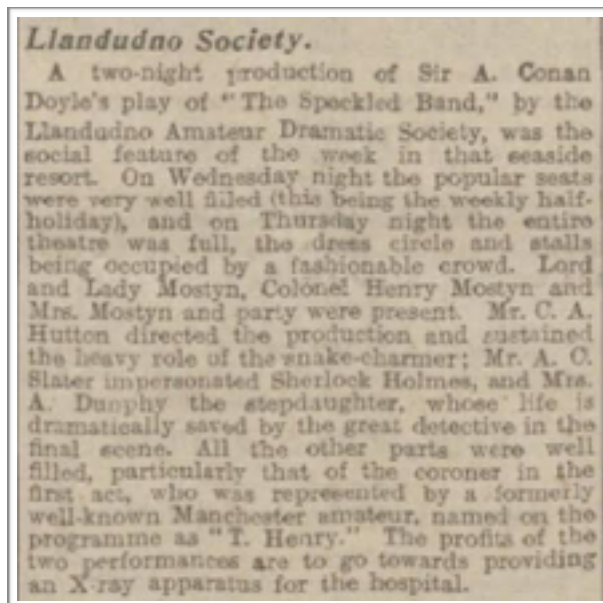 Llandudno Society.
A two-night production of Sir A. Conan
Doyle's play of "The Speckled Band," by the
Llandudno Amateur Dramatic Society, was the
social feature of the week in that seaside
resort. On Wednesday night the popular seats
were very well filled (this being the weekly half-
holiday), and on Thursday night the entire
theatre was full, the dress circle and stalls
being occupied by a fashionable crowd. Lord
and Lady Mostyn, Colonel Henry Mostyn and
Mrs. Mostyn and party were present. Mr. C. A.
Hutton directed the production and sustained
the heavy role of the snake-charmer; Mr. A. C.
Slater impersonated Sherlock Holmes, and Mrs.
A. Dunphy the stepdaughter, whose life is
dramatically saved by the great detective in the
final scene. All the other parts were well
filled, particularly that of the coroner in the
first act, who was represented by a formerly
well-known Manchester amateur, named on the
programme as "T. Henry." The profits of the
two performances are to go towards providing
an X-ray apparatus for the hospital.